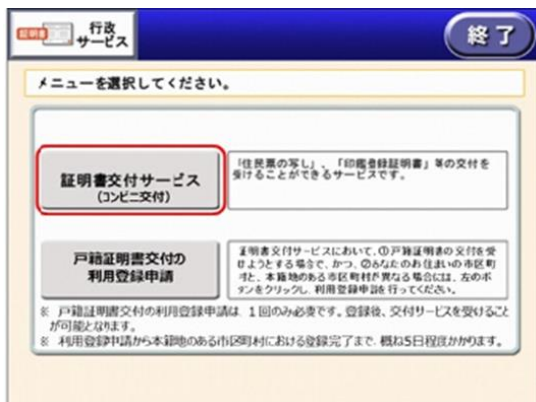 証明書
行政
サービス
終了
メニューを選択してください。
証明書交付サービス
(コンビニ交付)
「住民票の写し」、「印鑑登録証明書」等の交付を
受けることができるサービスです。
戸籍証明書交付の
利用登録申請
証明書交付サービスにおいて、①戸籍証明書の交付を受
けようとする場合で、かつ、②あなたのお住まいの市区町
村と、本籍地のある市区町村が異なる場合には、左のボ
タンをクリックし、利用登録申請を行ってください。
※ 戸籍証明書交付の利用登録申請は、1回のみ必要です。登録後、交付サービスを受けること
が可能となります。
※ 利用登録申請から本籍地のある市区町村における登録完了まで、概ね5日程度かかります。